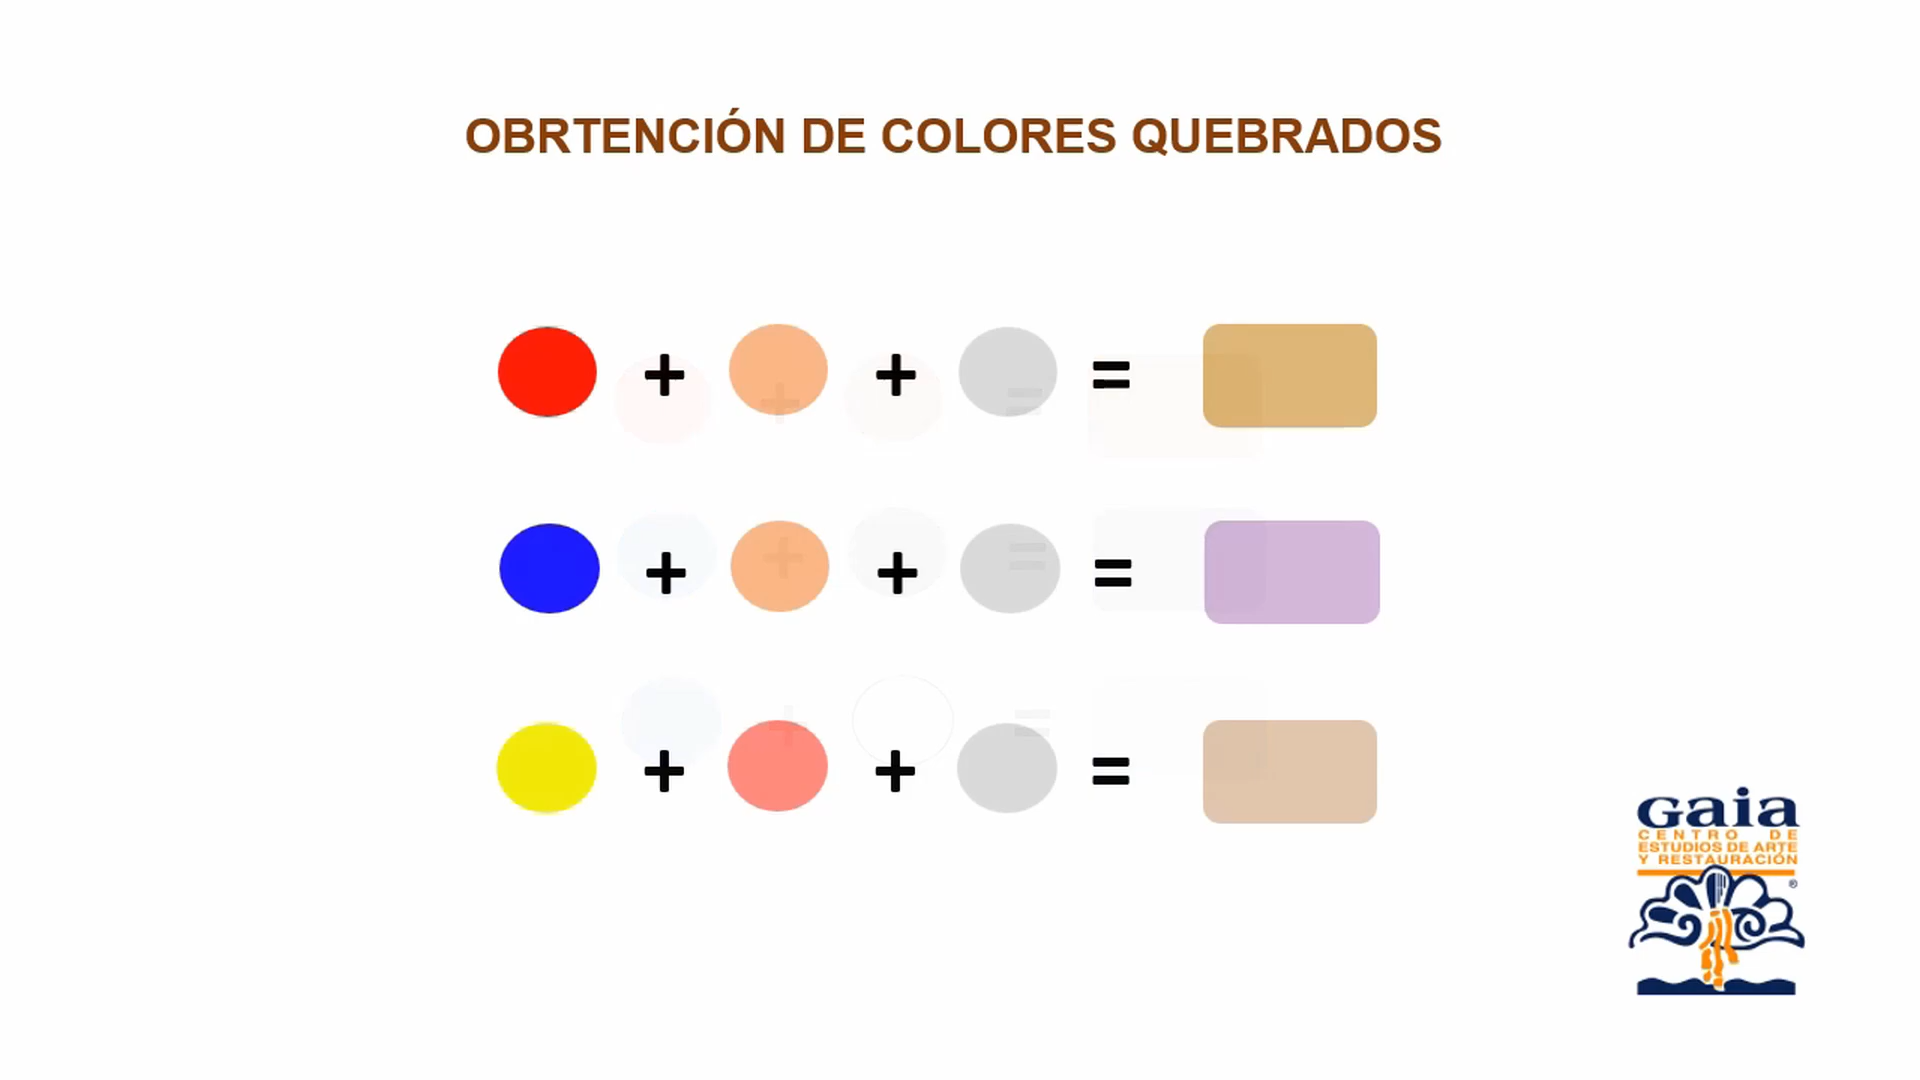 OBRTENCIÓN DE COLORES QUEBRADOS
+ + =
+ + =
+ + =
Gaia
CENTRO DE
ESTUDIOS DE ARTE
Y RESTAURACIÓN
®